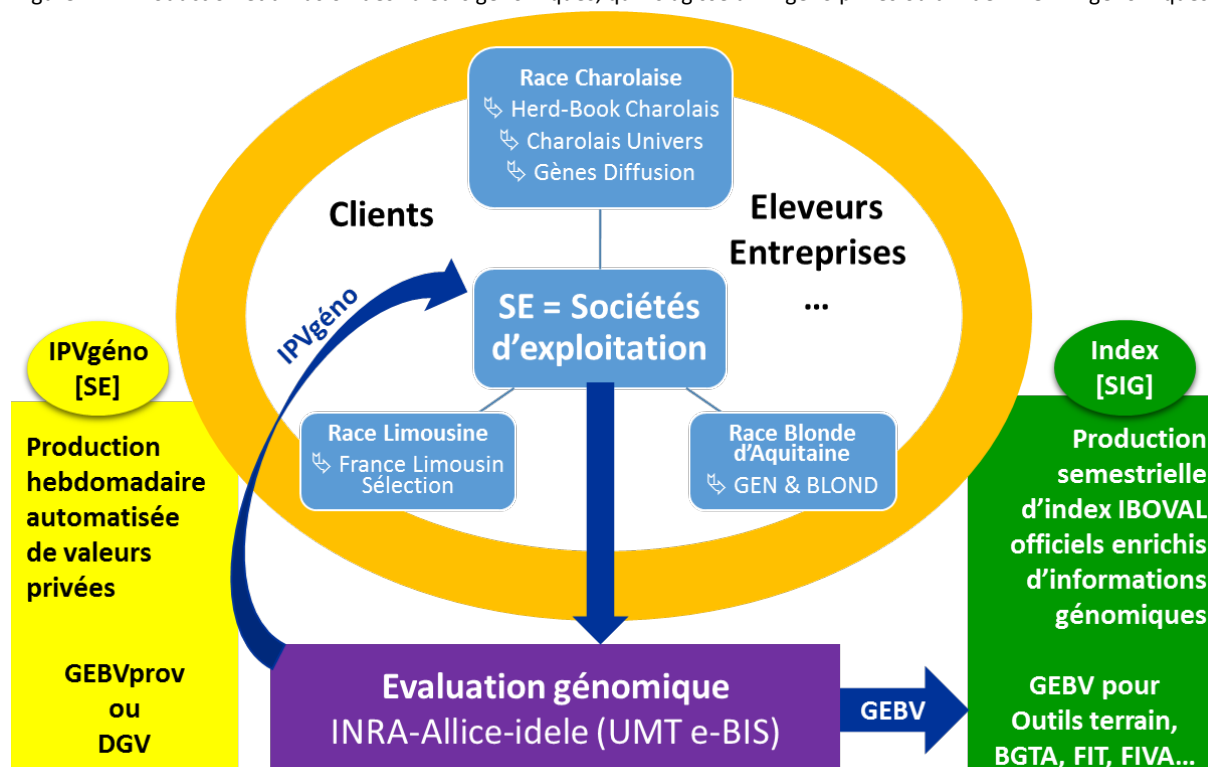 Race Charolaise
Herd-Book Charolais
Charolais Univers
Gènes Diffusion
Clients
Eleveurs
Entreprises
...
IPVgéno
SE = Sociétés
d'exploitation
Race Limousine
France Limousin
Sélection
Race Blonde
d'Aquitaine
GEN & BLOND
IPVgéno
[SE]
Production
hebdomadaire
automatisée
de valeurs
privées
GEBVprov
ou
DGV
Evaluation génomique
INRA-Allice-idele (UMT e-BIS)
GEBV
Index
[SIG]
Production
semestrielle
d'index IBOVAL
officiels enrichis
d'informations
génomiques
GEBV pour
Outils terrain,
BGTA, FIT, FIVA...